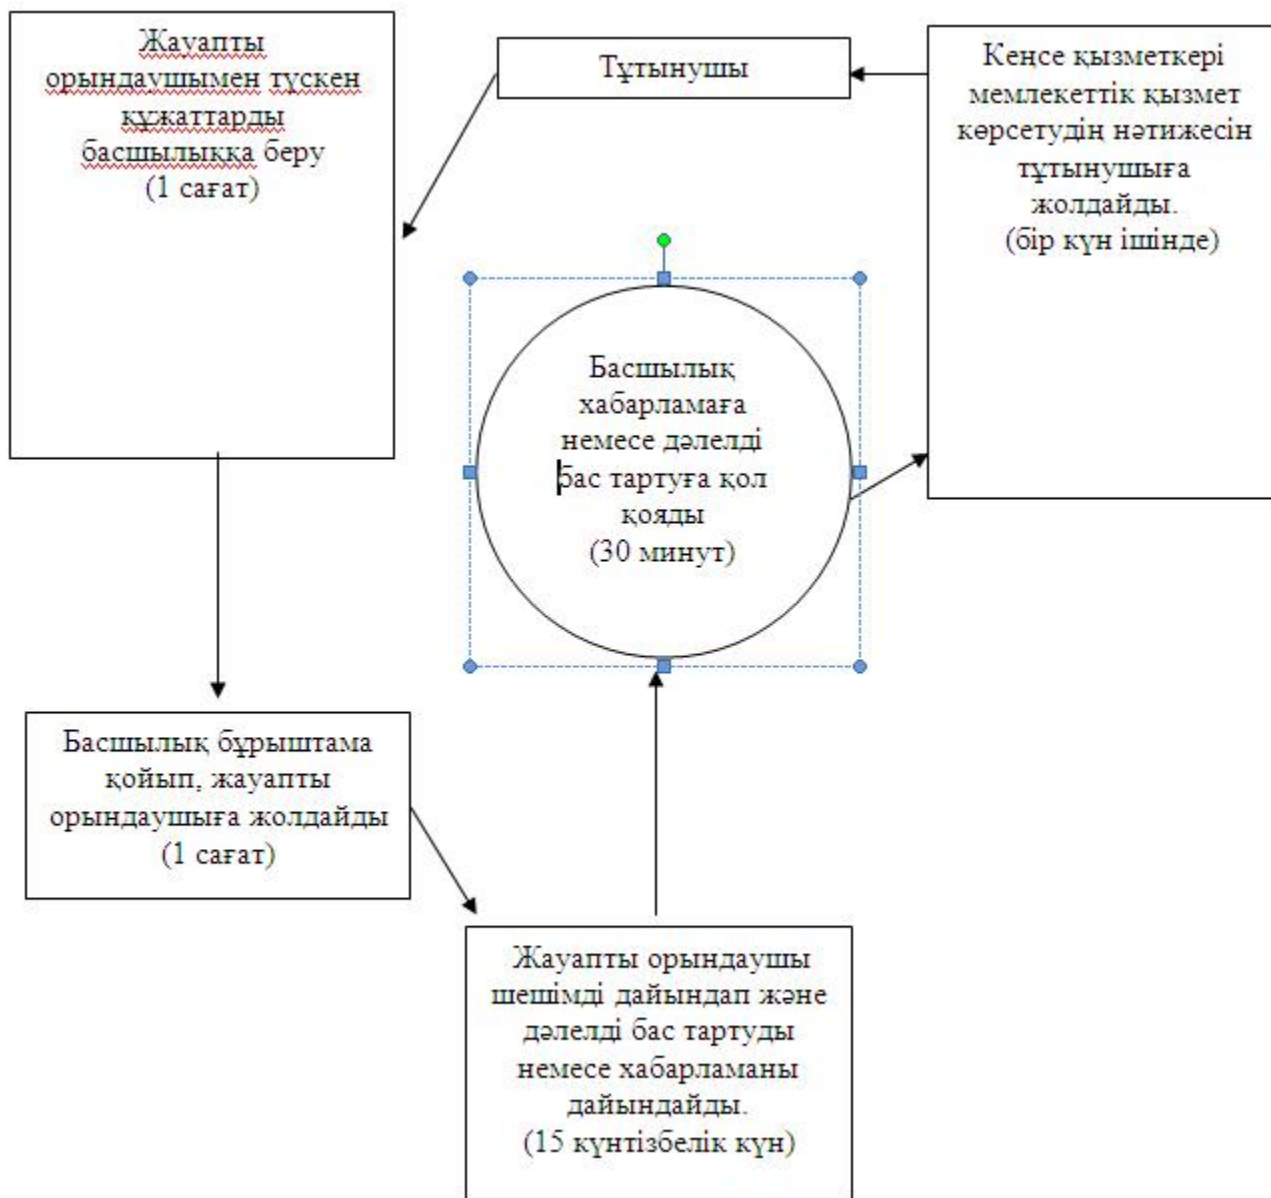 Жауапты
орындаушымен түскен
құжаттарды
басшылыққа беру
(1 сағат)
Тұтынушы
Кеңсе қызметкері
мемлекеттік қызмет
көрсетудің нәтижесін
тұтынушыға
жолдайды.
(бір күн ішінде)
Басшылық
хабарламаға
немесе дәлелді
бас тартуға қол
қояды
(30 минут)
Басшылық бұрыштама
қойып, жауапты
орындаушыға жолдайды
(1 сағат)
Жауапты орындаушы
шешімді дайындап және
дәлелді бас тартуды
немесе хабарламаны
дайындайды.
(15 күнтізбелік күн)